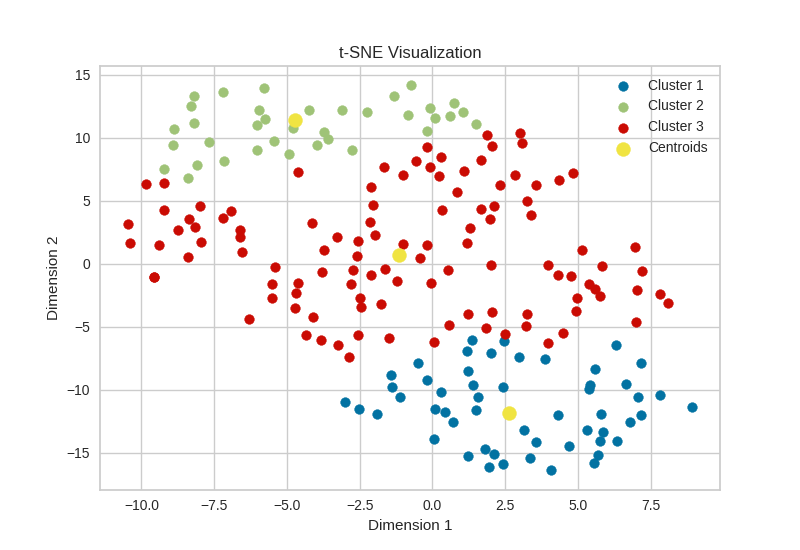 t-SNE Visualization
Cluster 1
Cluster 2
Cluster 3
Centroids
15
10
5
0
−5
−10
−15
Dimension 2
−10.0 −7.5 −5.0 −2.5 0.0 2.5 5.0 7.5
Dimension 1